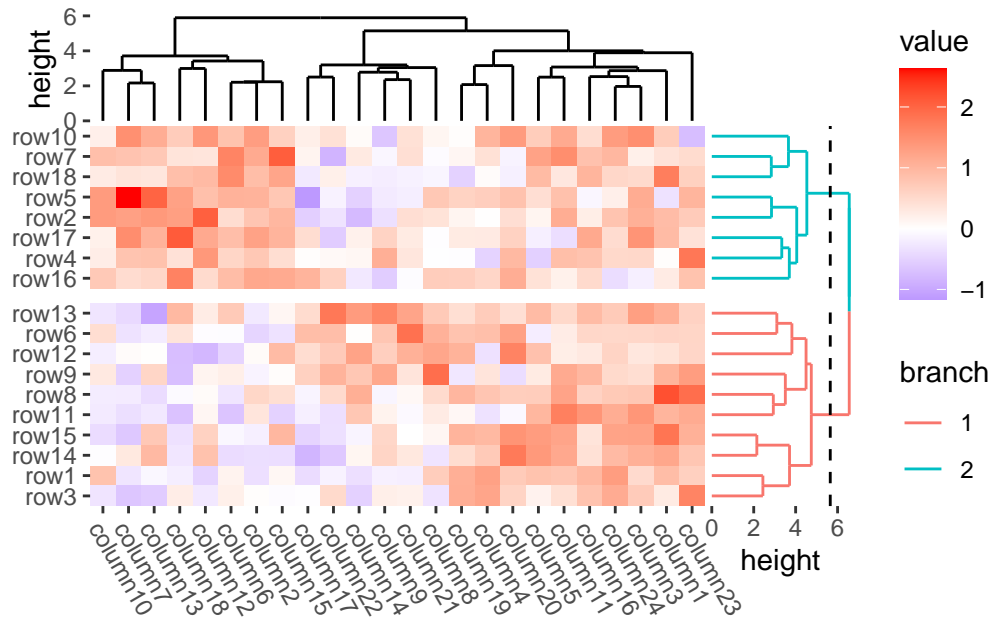 6
4
2
0
height
row10
row7
row18
row5
row2
row17
row4
row16
row13
row6
row12
row9
row8
row11
row15
row14
row1
row3
column10
column7
column13
column18
column12
column6
column2
column15
column17
column22
column14
column9
column21
column8
column19
column4
column20
column5
column11
column16
column24
column3
column1
column23
0 2 4 6
height
value
2
1
0
−1
branch
1
2